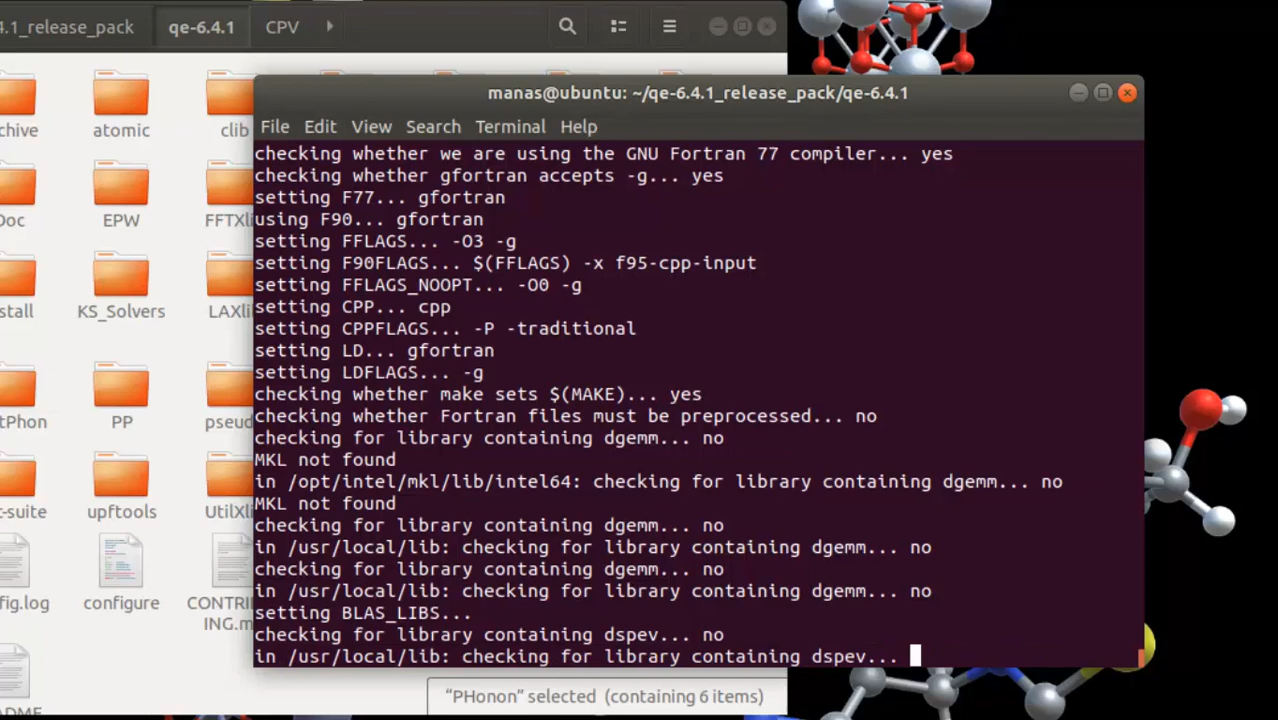 .1_release_pack qe-6.4.1 CPV
chive atomic clib
Doc EPW FFTXli
stall KS_Solvers LAXlil
tPhon PP pseud
t-suite upftools UtilXli
fig.log configure CONTRI
ING.m
README
manas@ubuntu: ~/qe-6.4.1_release_pack/qe-6.4.1
File Edit View Search Terminal Help
checking whether we are using the GNU Fortran 77 compiler... yes
checking whether gfortran accepts -g... yes
setting F77... gfortran
using F90... gfortran
setting FFLAGS... -O3 -g
setting F90FLAGS... $(FFLAGS) -x f95-cpp-input
setting FFLAGS_NOOPT... -O0 -g
setting CPP... cpp
setting CPPFLAGS... -P -traditional
setting LD... gfortran
setting LDFLAGS... -g
checking whether make sets $(MAKE)... yes
checking whether Fortran files must be preprocessed... no
checking for library containing dgemm... no
MKL not found
in /opt/intel/mkl/lib/intel64: checking for library containing dgemm... no
MKL not found
checking for library containing dgemm... no
in /usr/local/lib: checking for library containing dgemm... no
checking for library containing dgemm... no
in /usr/local/lib: checking for library containing dgemm... no
setting BLAS_LIBS...
checking for library containing dspev... no
in /usr/local/lib: checking for library containing dspev...
“PHonon” selected (containing 6 items)